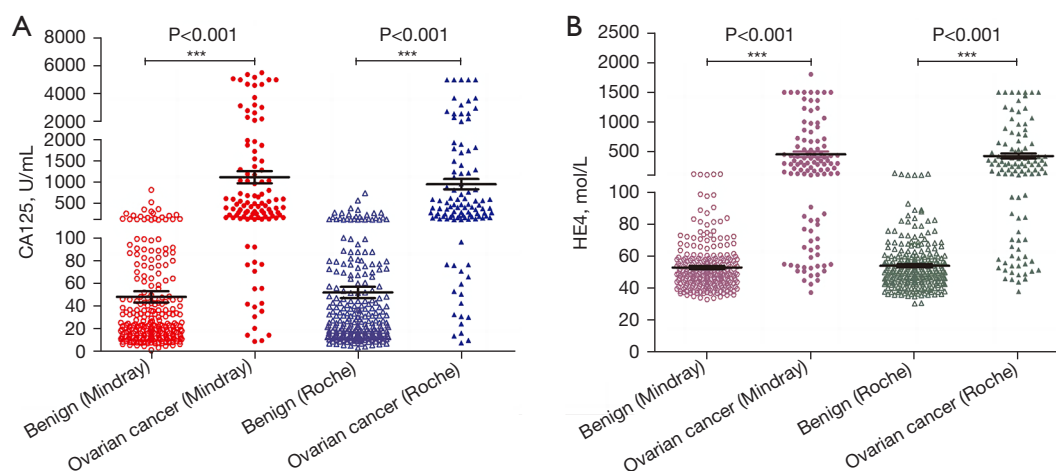 A
P<0.001
P<0.001
***
***
CA125, U/mL
8000
6000
4000
2000
2000
1500
1000
500
100
80
60
40
20
0
Benign (Mindray)
Ovarian cancer (Mindray)
Benign (Roche)
Ovarian cancer (Roche)
B
P<0.001
P<0.001
***
***
HE4, mol/L
2500
2000
1500
1000
500
100
80
60
40
20
0
Benign (Mindray)
Ovarian cancer (Mindray)
Benign (Roche)
Ovarian cancer (Roche)